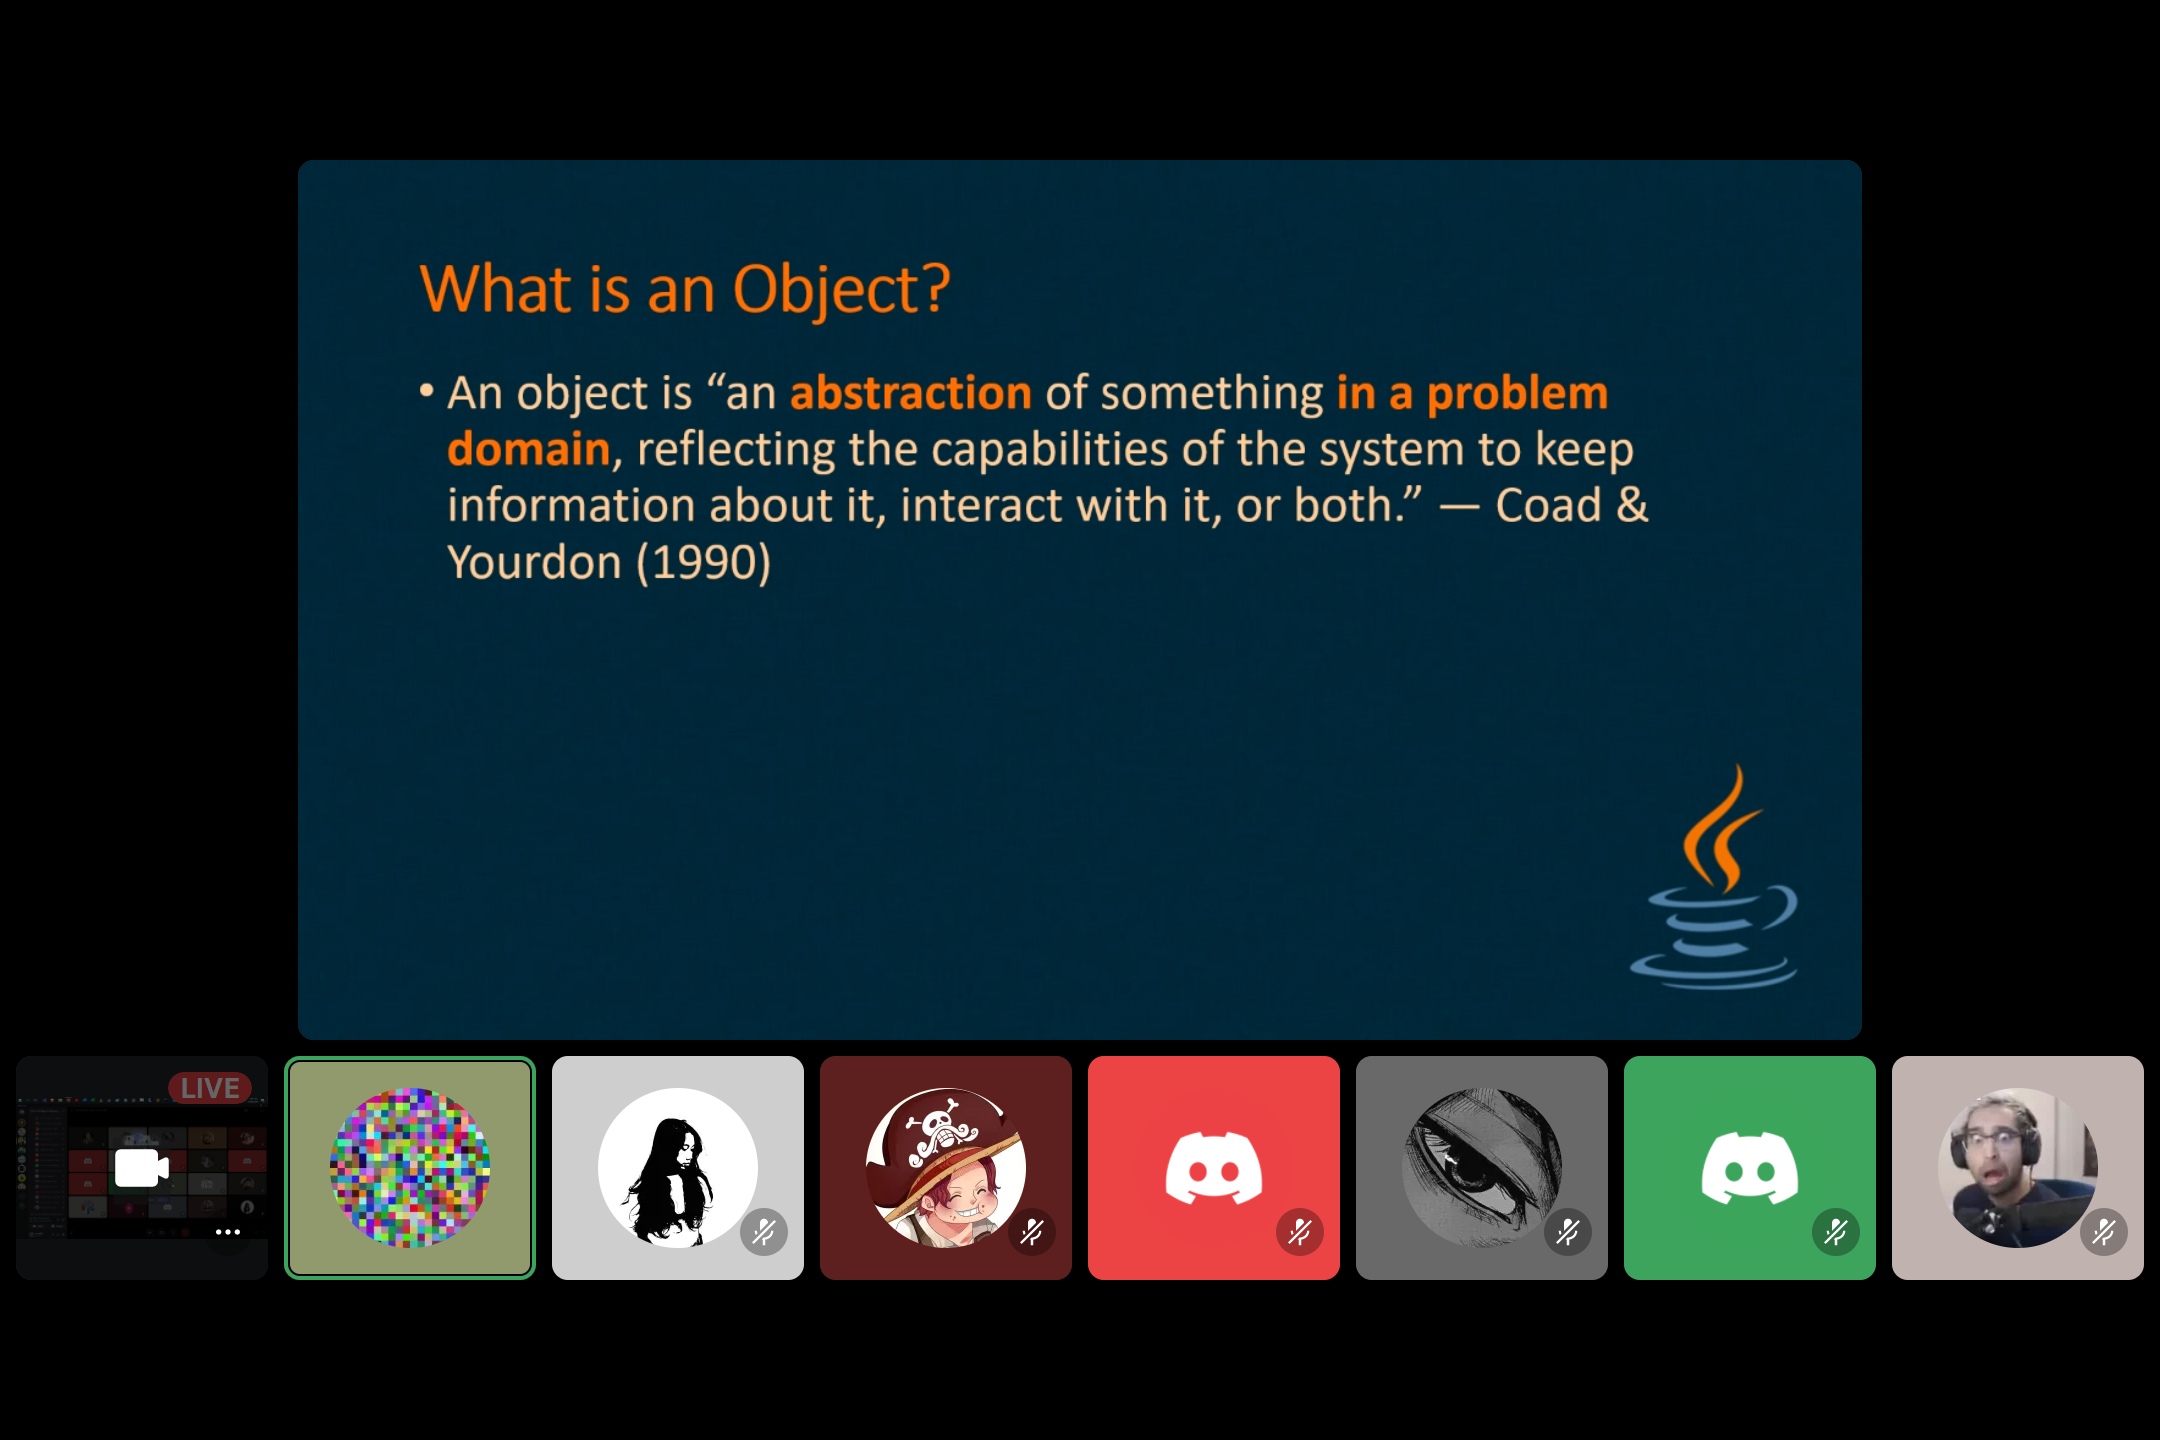 What is an Object?
• An object is “an abstraction of something in a problem
domain, reflecting the capabilities of the system to keep
information about it, interact with it, or both.” — Coad &
Yourdon (1990)
LIVE